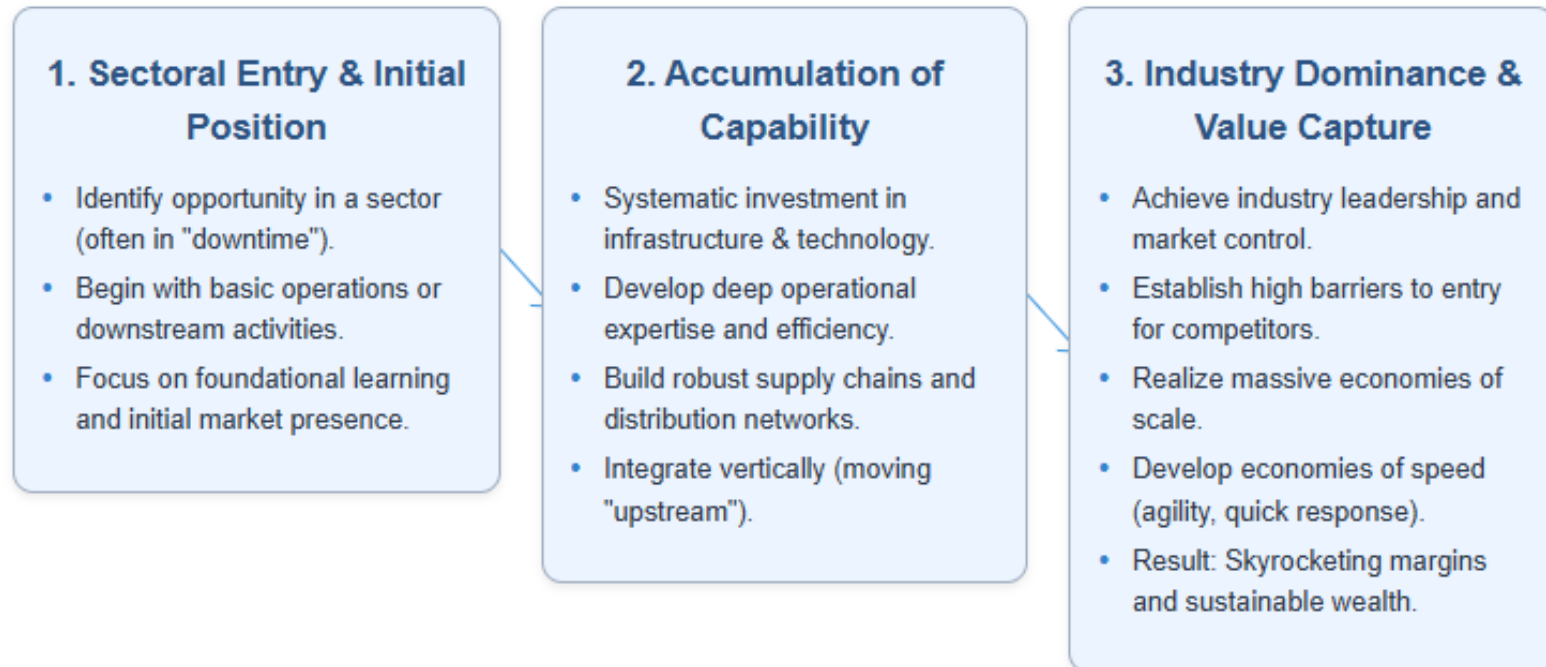 1. Sectoral Entry & Initial
Position
• Identify opportunity in a sector
(often in "downtime").
• Begin with basic operations or
downstream activities.
• Focus on foundational learning
and initial market presence.
2. Accumulation of
Capability
• Systematic investment in
infrastructure & technology.
• Develop deep operational
expertise and efficiency.
• Build robust supply chains and
distribution networks.
• Integrate vertically (moving
"upstream").
3. Industry Dominance &
Value Capture
• Achieve industry leadership and
market control.
• Establish high barriers to entry
for competitors.
• Realize massive economies of
scale.
• Develop economies of speed
(agility, quick response).
• Result: Skyrocketing margins
and sustainable wealth.